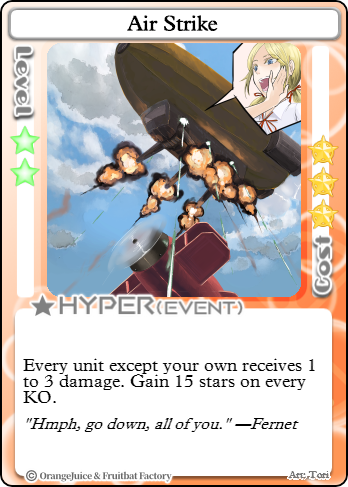 Air Strike
Level
Cost
HYPER(EVENT)
Every unit except your own receives 1
to 3 damage. Gain 15 stars on every
KO.
"Hmph, go down, all of you." —Fernet
© OrangeJuice & Fruitbat Factory
Art: Tori